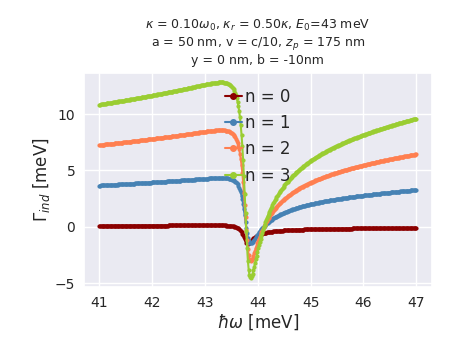 κ = 0.10ω₀, κᵣ = 0.50κ, E₀=43 meV
a = 50 nm, v = c/10, zₚ = 175 nm
y = 0 nm, b = -10nm
n = 0
n = 1
n = 2
n = 3
Γ_ind [meV]
10
5
0
−5
41 42 43 44 45 46 47
ħω [meV]